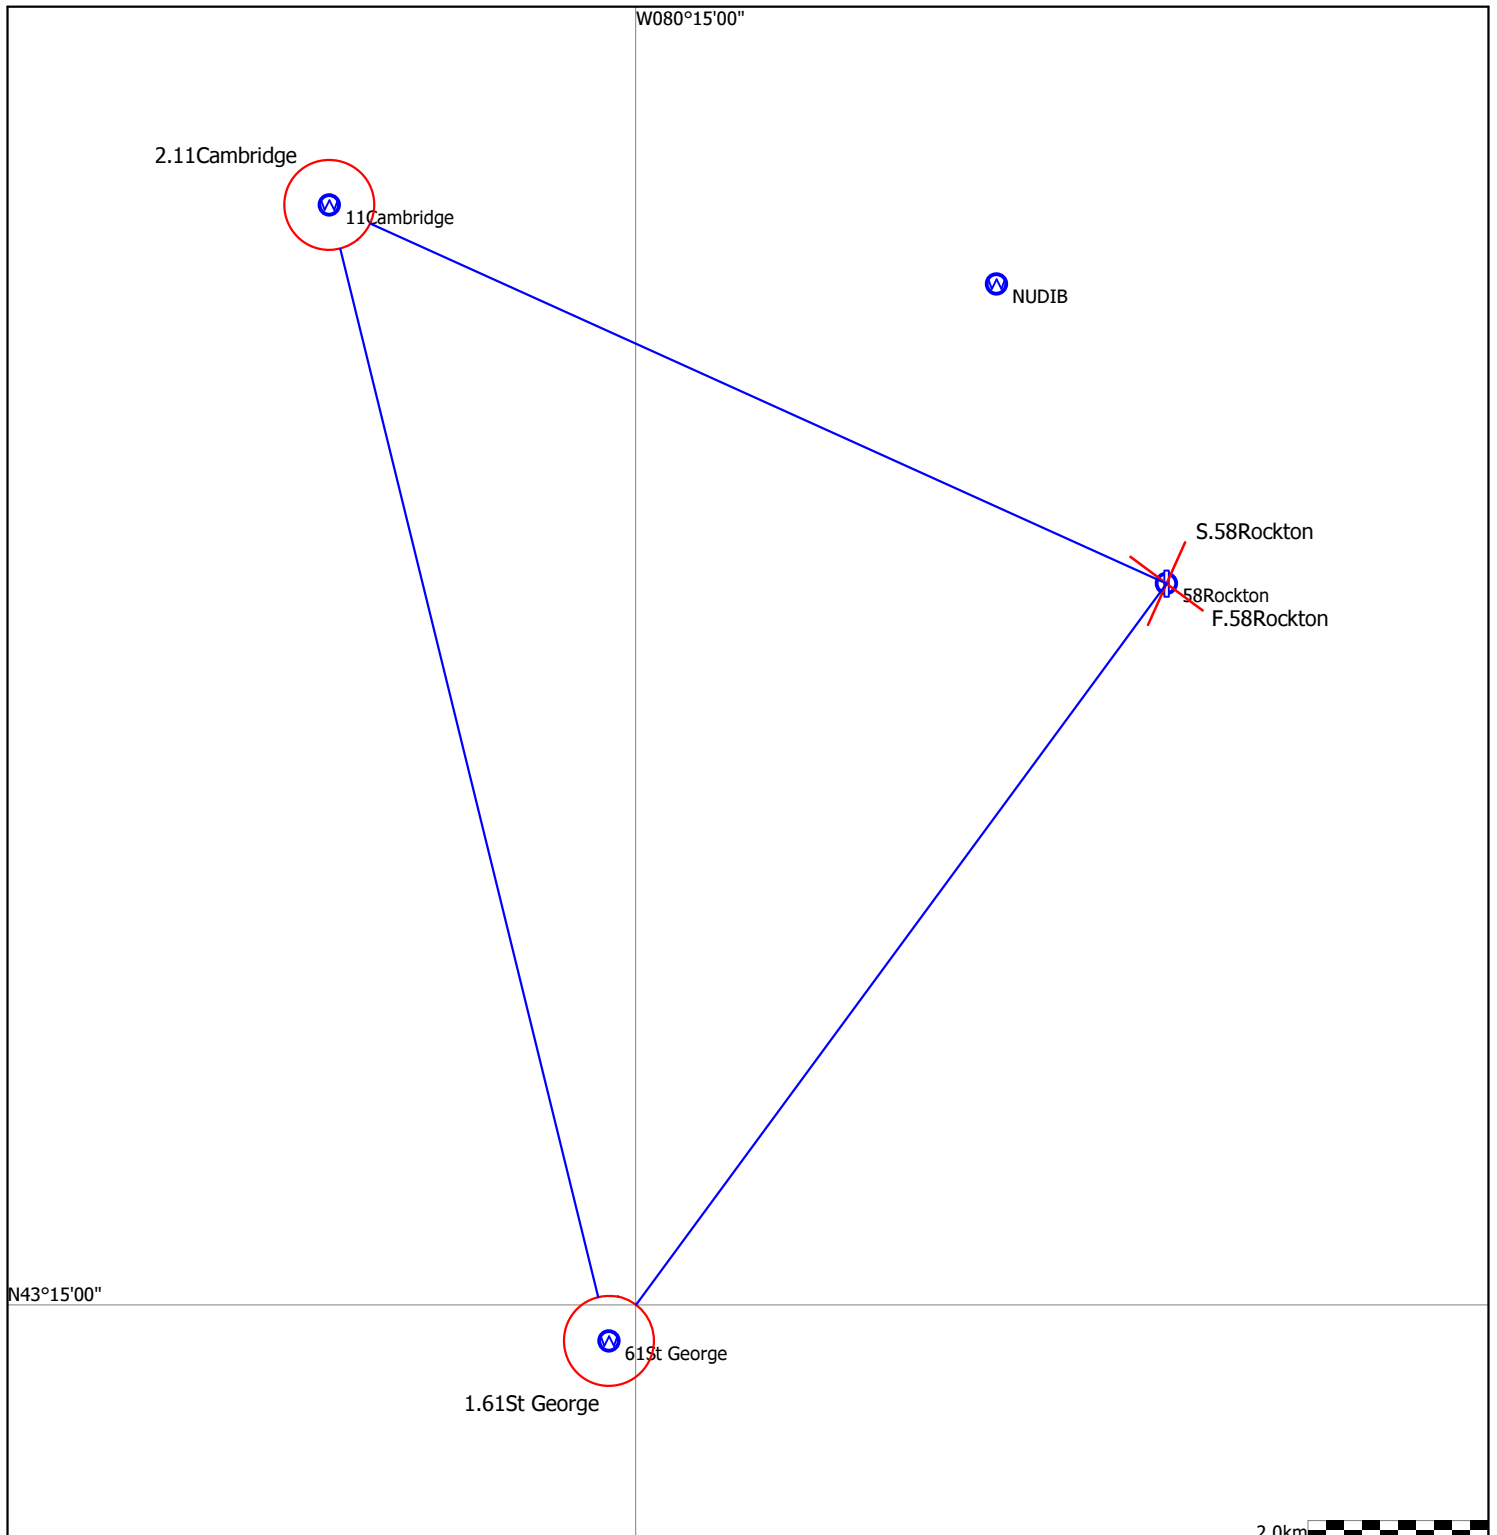 W080°15'00"
2.11Cambridge
11Cambridge
NUDIB
S.58Rockton
58Rockton
F.58Rockton
N43°15'00"
61St George
1.61St George
2.0km